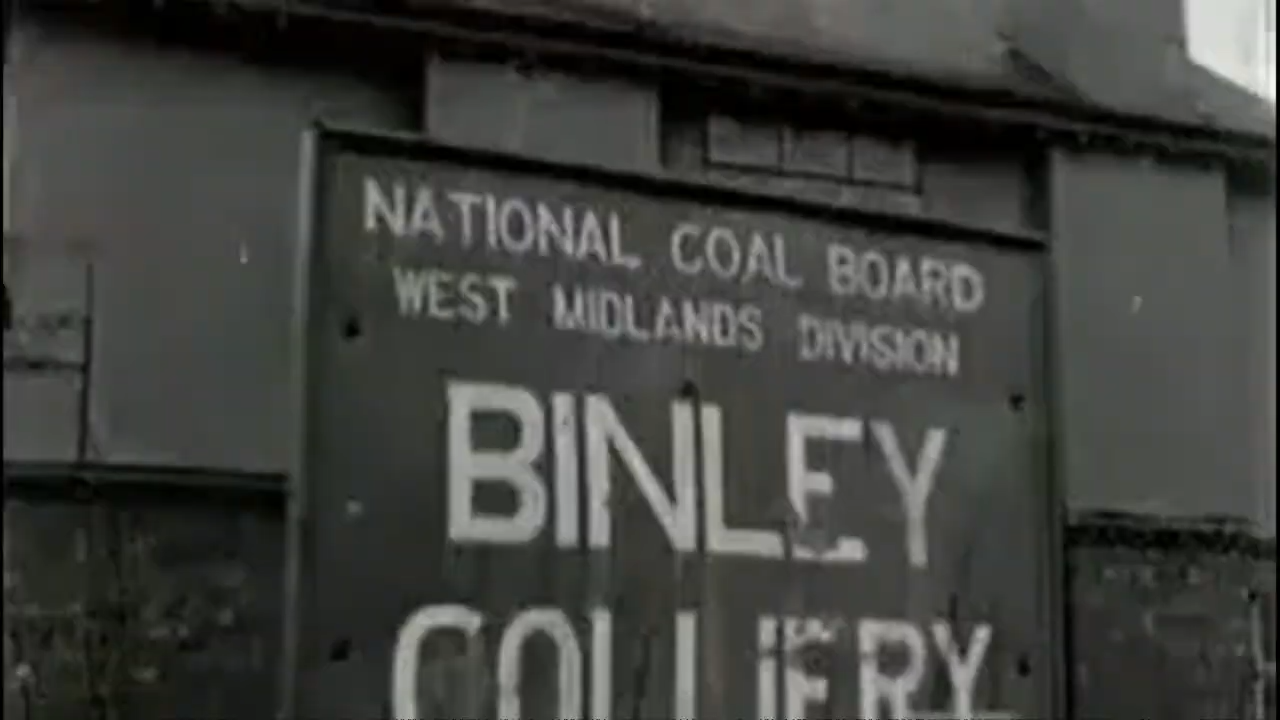 NATIONAL COAL BOARD
WEST MIDLANDS DIVISION
BINLEY
COLLIERY